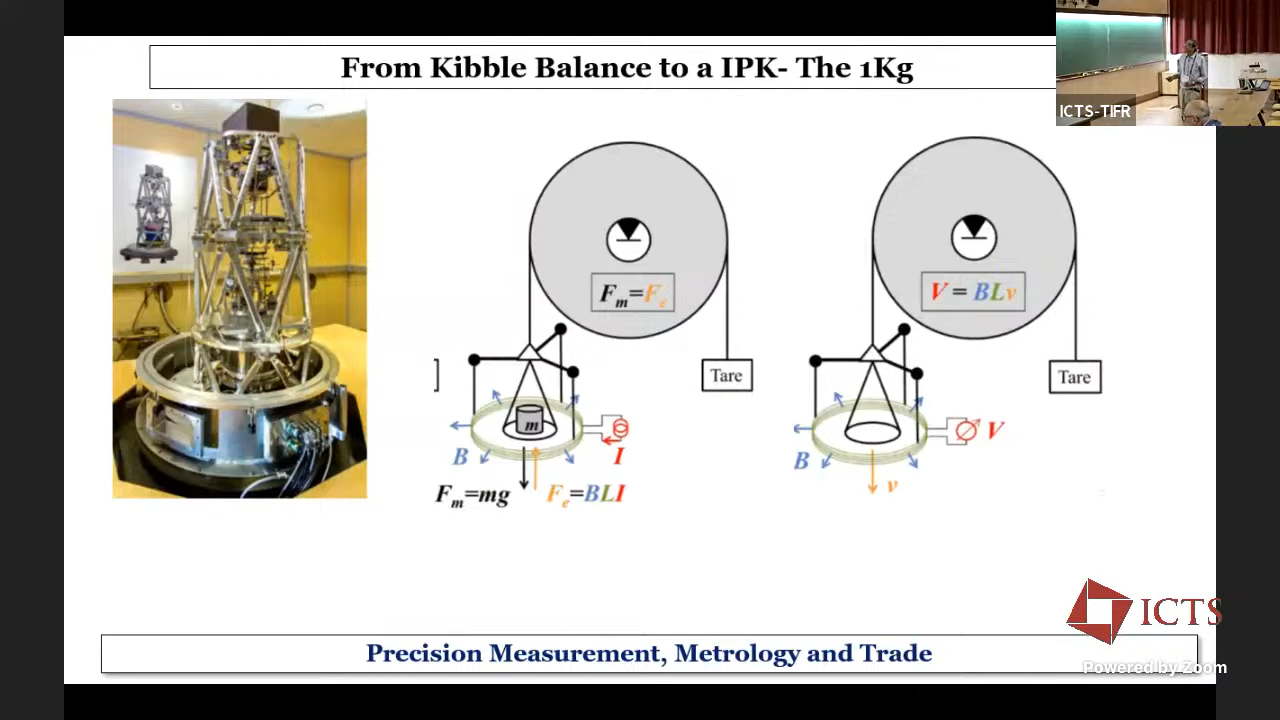 From Kibble Balance to a IPK- The 1Kg
ICTS-TIFR
Fm=Fe
V = BLv
Tare
Tare
m
B
I
Fm=mg
Fe=BLI
B
V
v
ICTS
Precision Measurement, Metrology and Trade
Powered by Zoom